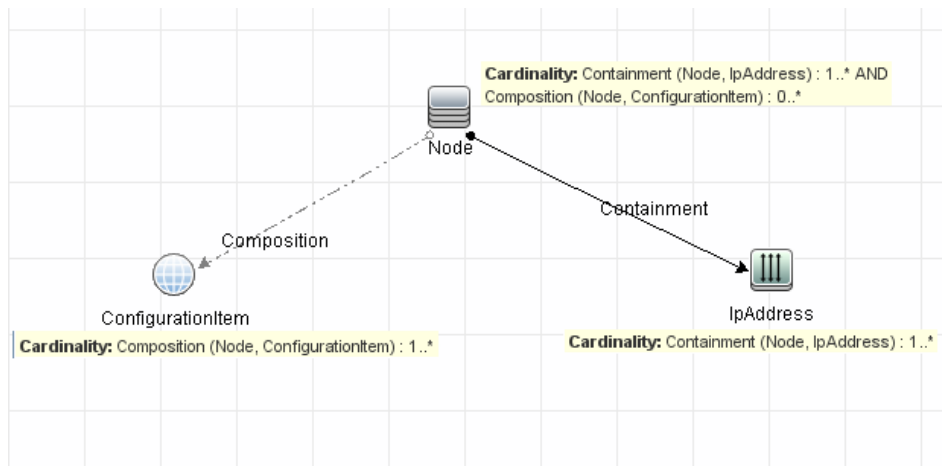 Cardinality: Containment (Node, IpAddress) : 1..* AND
Composition (Node, ConfigurationItem) : 0..*
Node
Containment
Composition
ConfigurationItem
IpAddress
Cardinality: Composition (Node, ConfigurationItem) : 1..*
Cardinality: Containment (Node, IpAddress) : 1..*